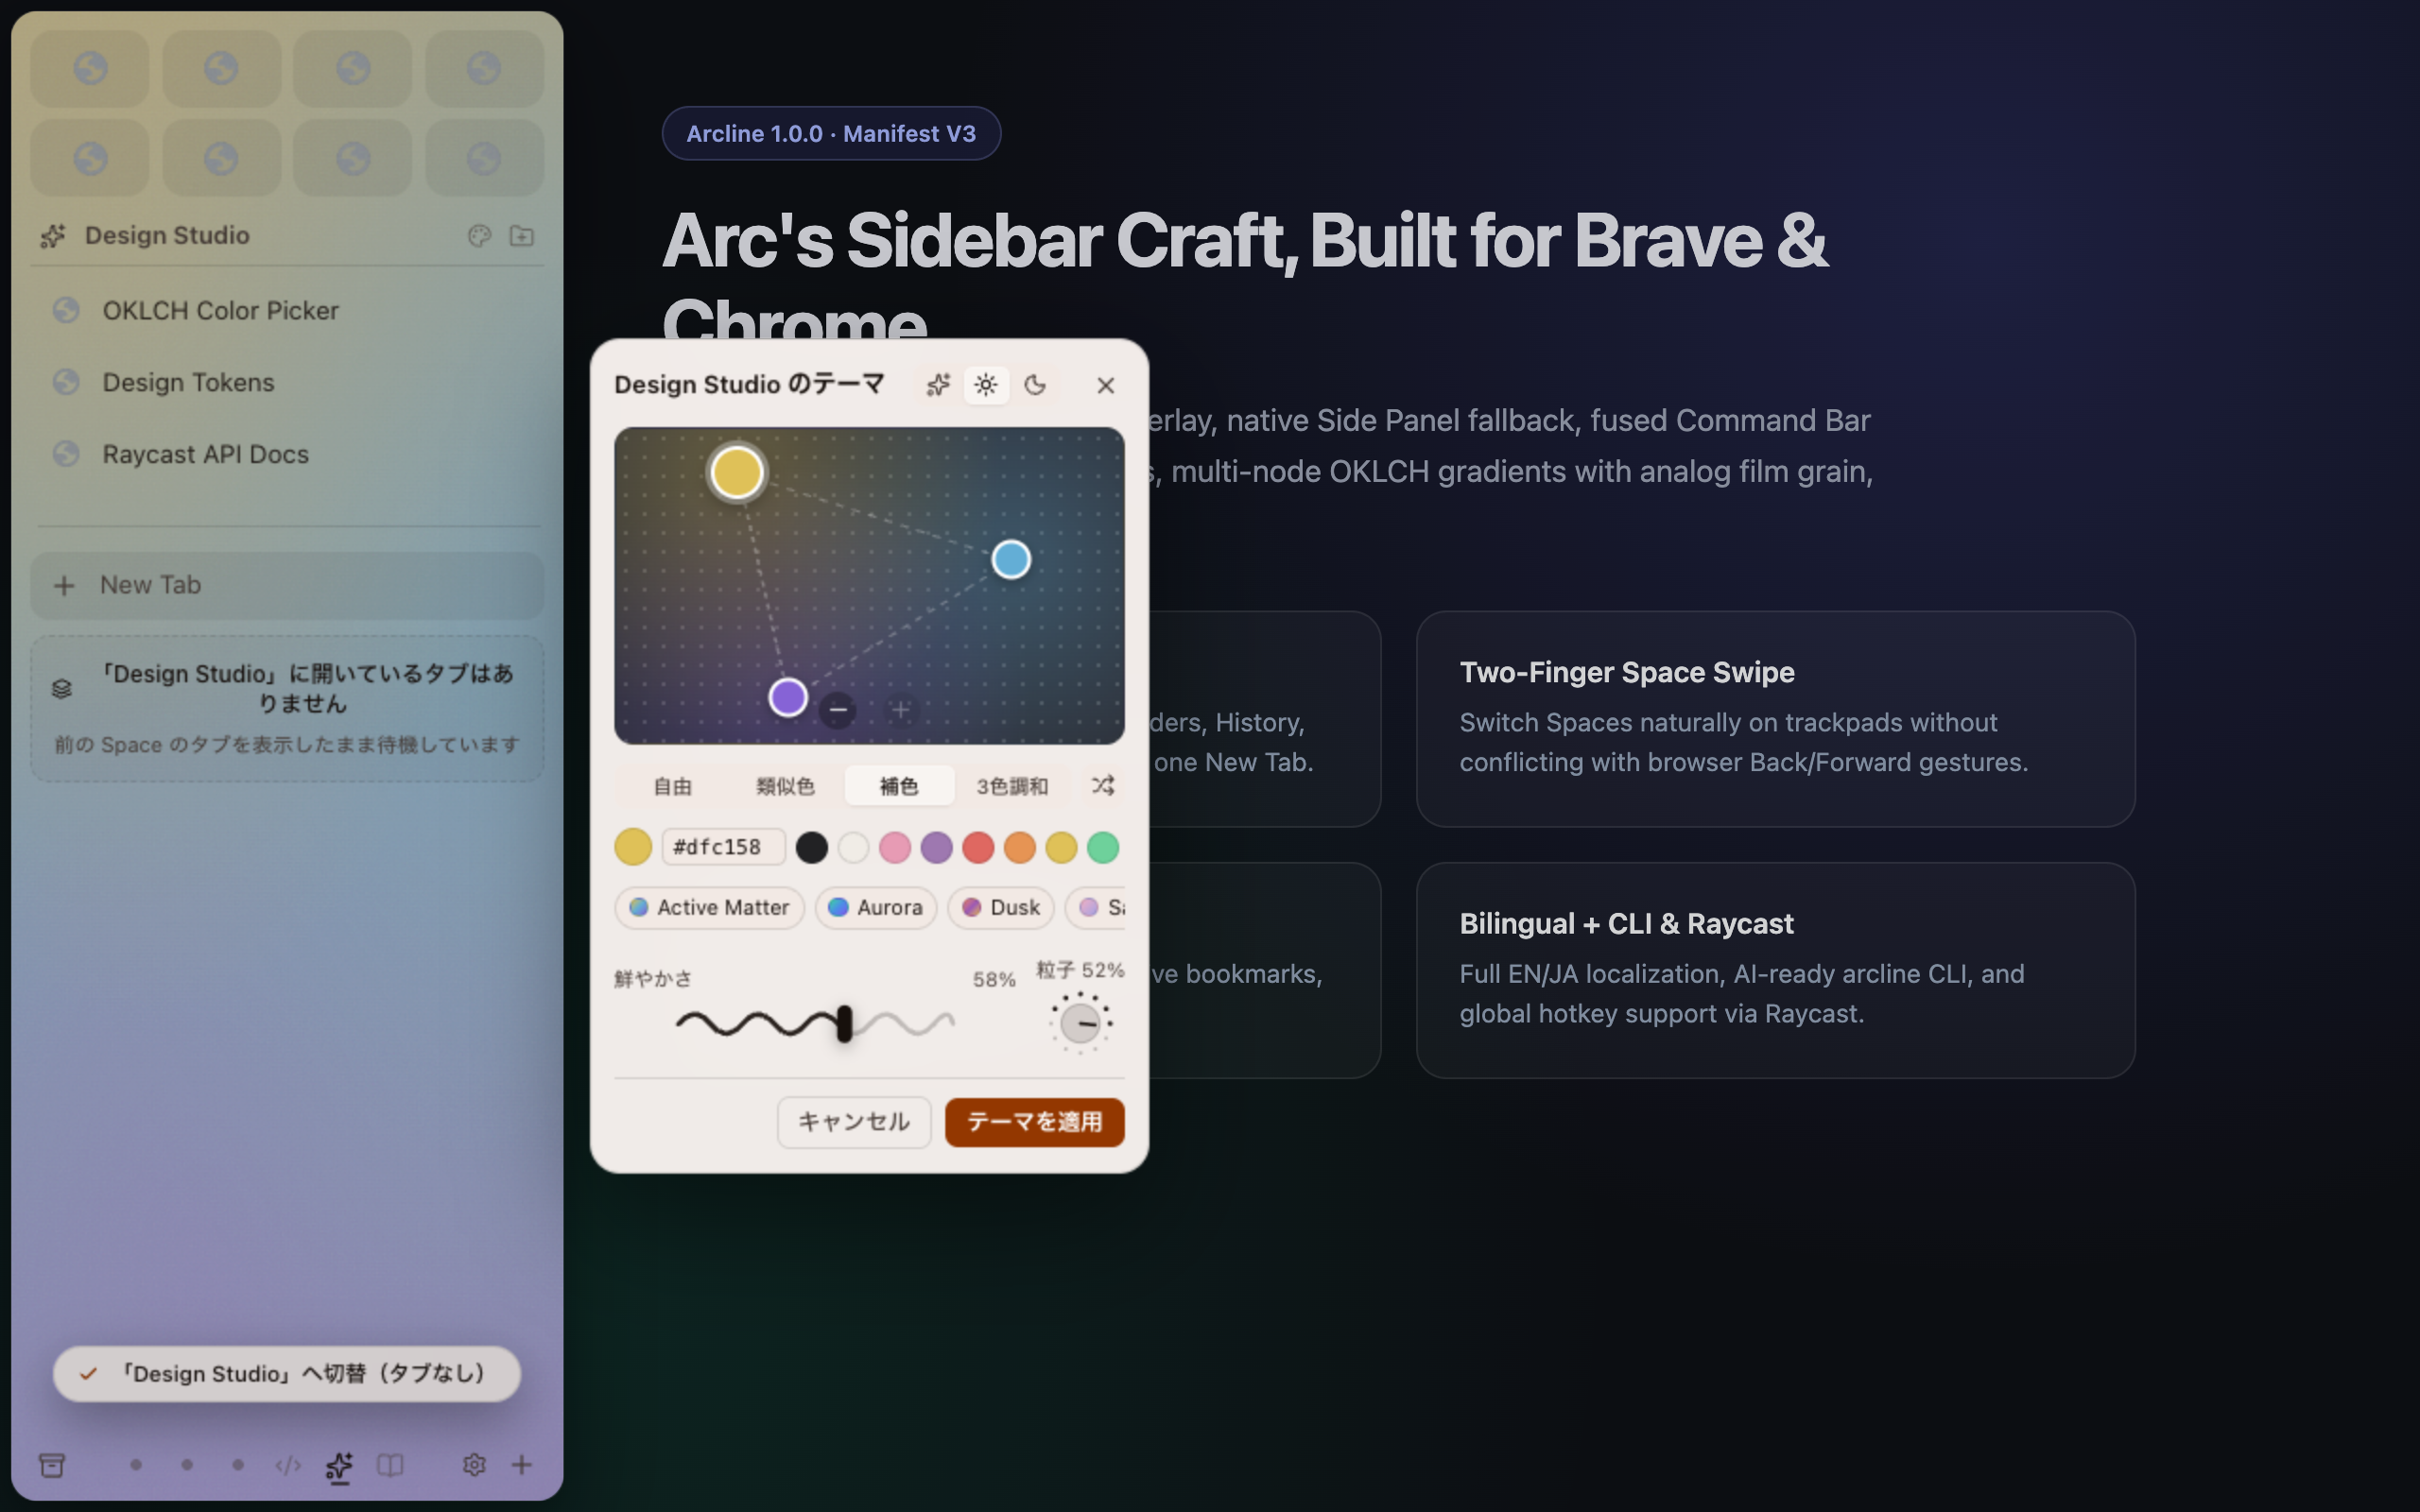 Design Studio
OKLCH Color Picker
Design Tokens
Raycast API Docs
New Tab
「Design Studio」に開いているタブはあ
りません
前の Space のタブを表示したまま待機しています
「Design Studio」へ切替（タブなし）
Arcline 1.0.0 · Manifest V3
Arc's Sidebar Craft, Built for Brave &
Chrome
erlay, native Side Panel fallback, fused Command Bar
s, multi-node OKLCH gradients with analog film grain,
Design Studio のテーマ
自由 類似色 補色 3色調和
#dfc158
Active Matter Aurora Dusk
鮮やかさ 58% 粒子 52%
キャンセル テーマを適用
ders, History,
one New Tab.
Two-Finger Space Swipe
Switch Spaces naturally on trackpads without
conflicting with browser Back/Forward gestures.
ve bookmarks,
Bilingual + CLI & Raycast
Full EN/JA localization, AI-ready arcline CLI, and
global hotkey support via Raycast.